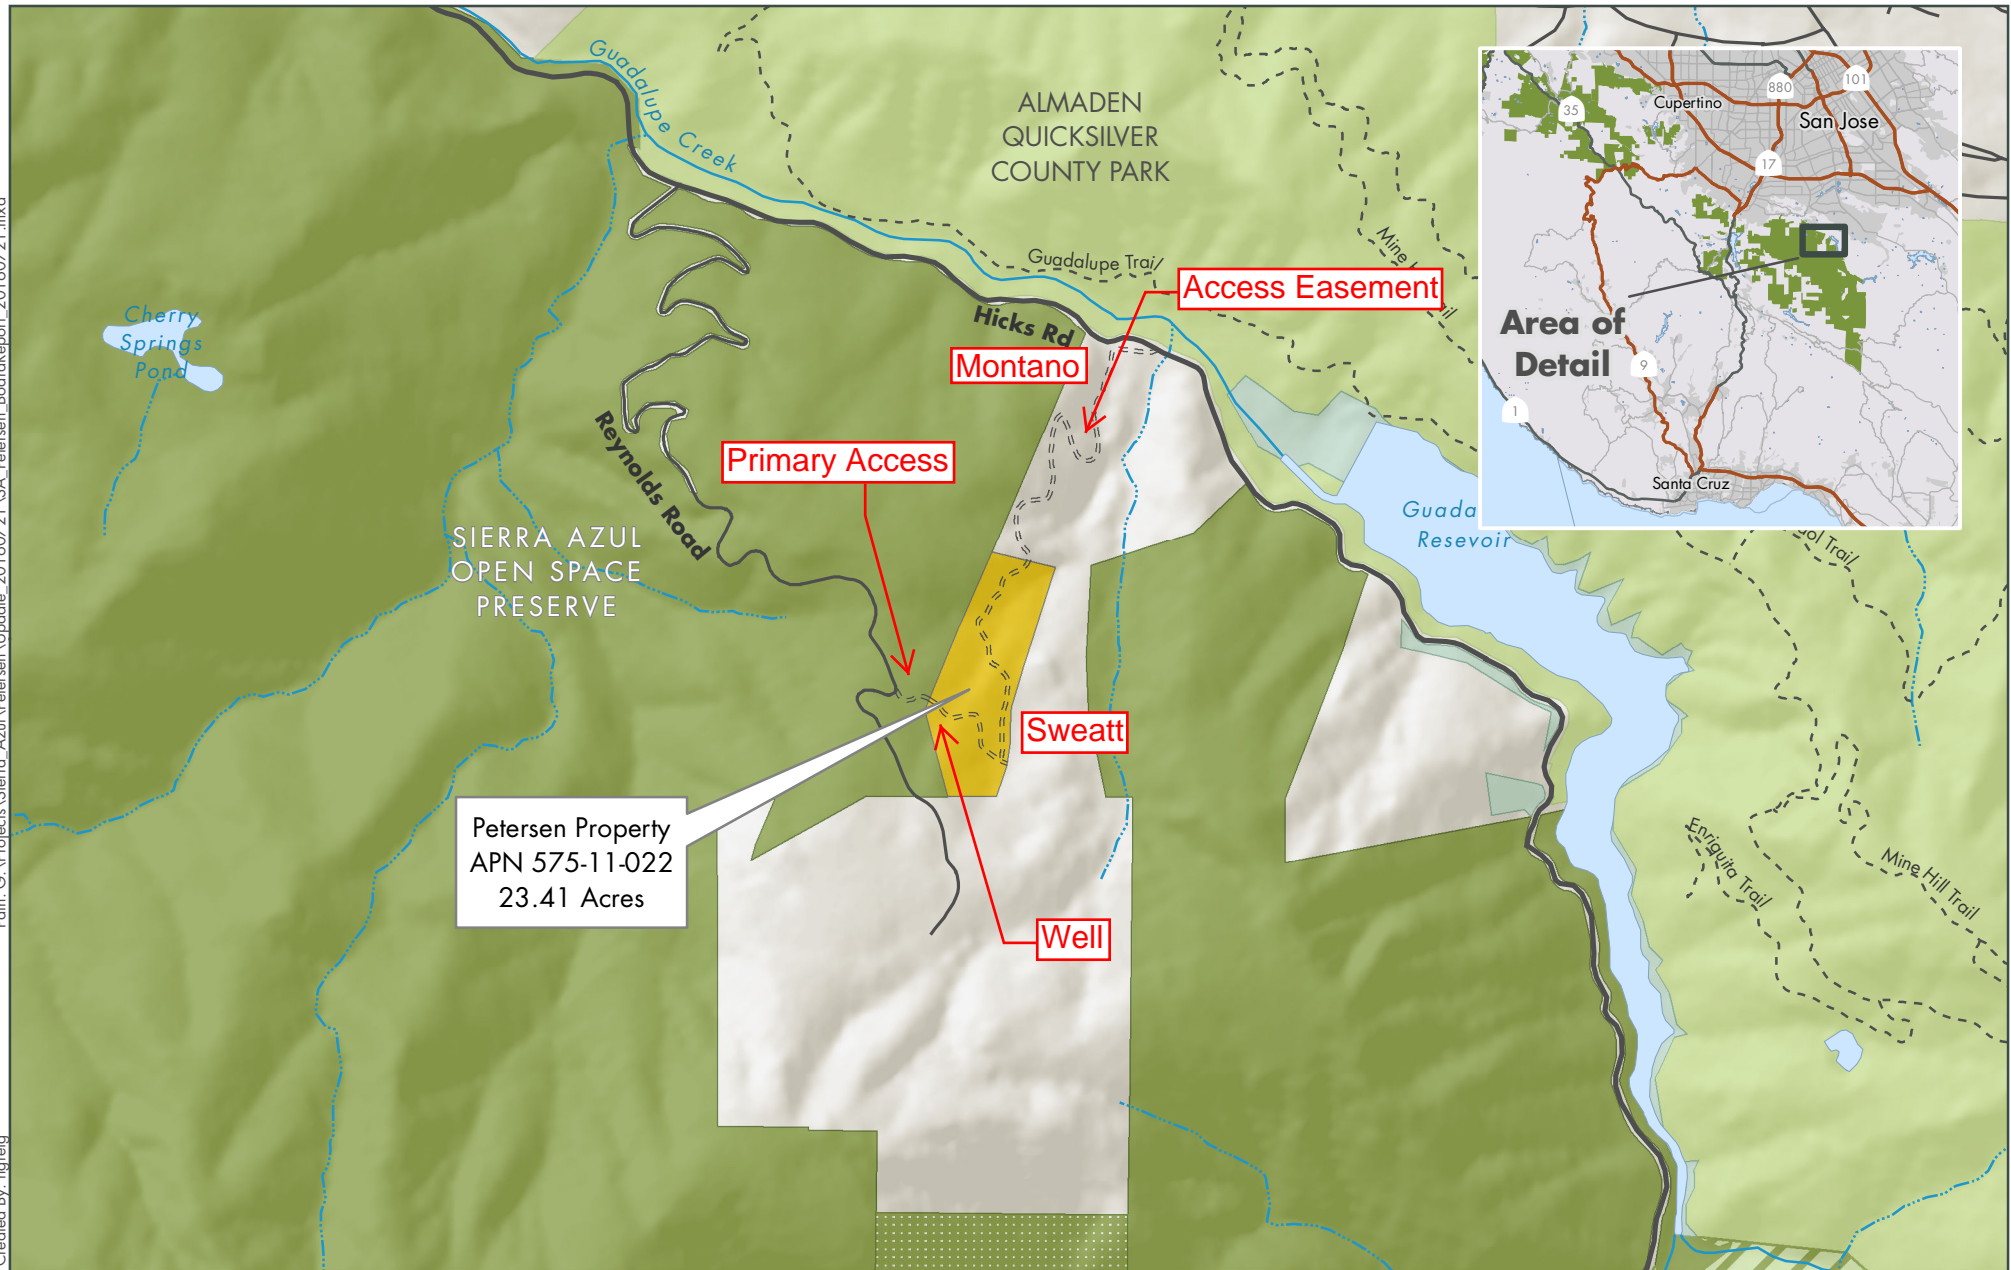 Guadalupe Creek
ALMADEN
QUICKSILVER
COUNTY PARK
Guadalupe Trail
Mine
Access Easement
Hicks Rd
Montano
Cherry
Springs
Pond
Reynolds Road
Primary Access
SIERRA AZUL
OPEN SPACE
PRESERVE
Sweatt
Petersen Property
APN 575-11-022
23.41 Acres
Well
Resevoir
Enriquita Trail
Mine Hill Trail
Trail
35
Cupertino
880
101
San Jose
17
Area of
Detail
9
1
Santa Cruz